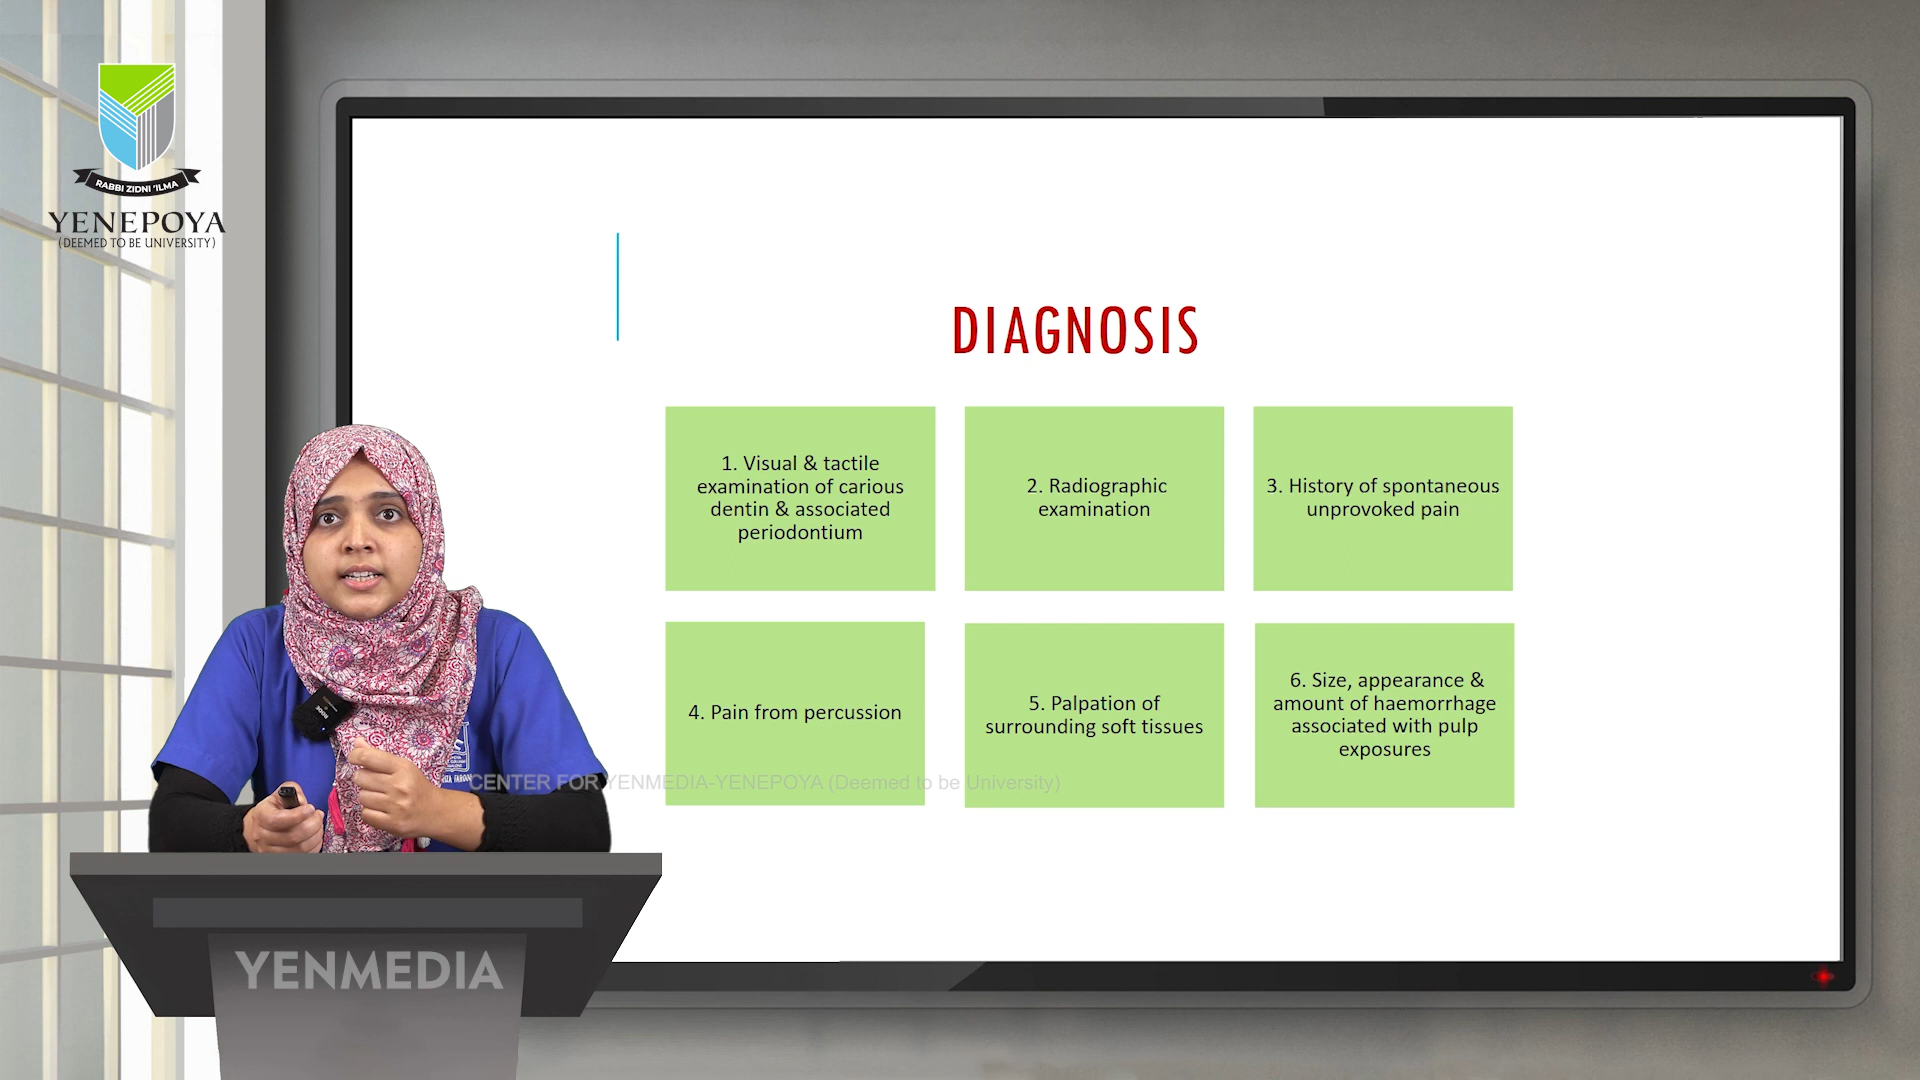 RABBI ZIDNI 'ILMA
YENEPOYA
(DEEMED TO BE UNIVERSITY)
DIAGNOSIS
1. Visual & tactile
examination of carious
dentin & associated
periodontium
2. Radiographic
examination
3. History of spontaneous
unprovoked pain
4. Pain from percussion
5. Palpation of
surrounding soft tissues
6. Size, appearance &
amount of haemorrhage
associated with pulp
exposures
CENTER FOR YENMEDIA-YENEPOYA (Deemed to be University)
YENMEDIA